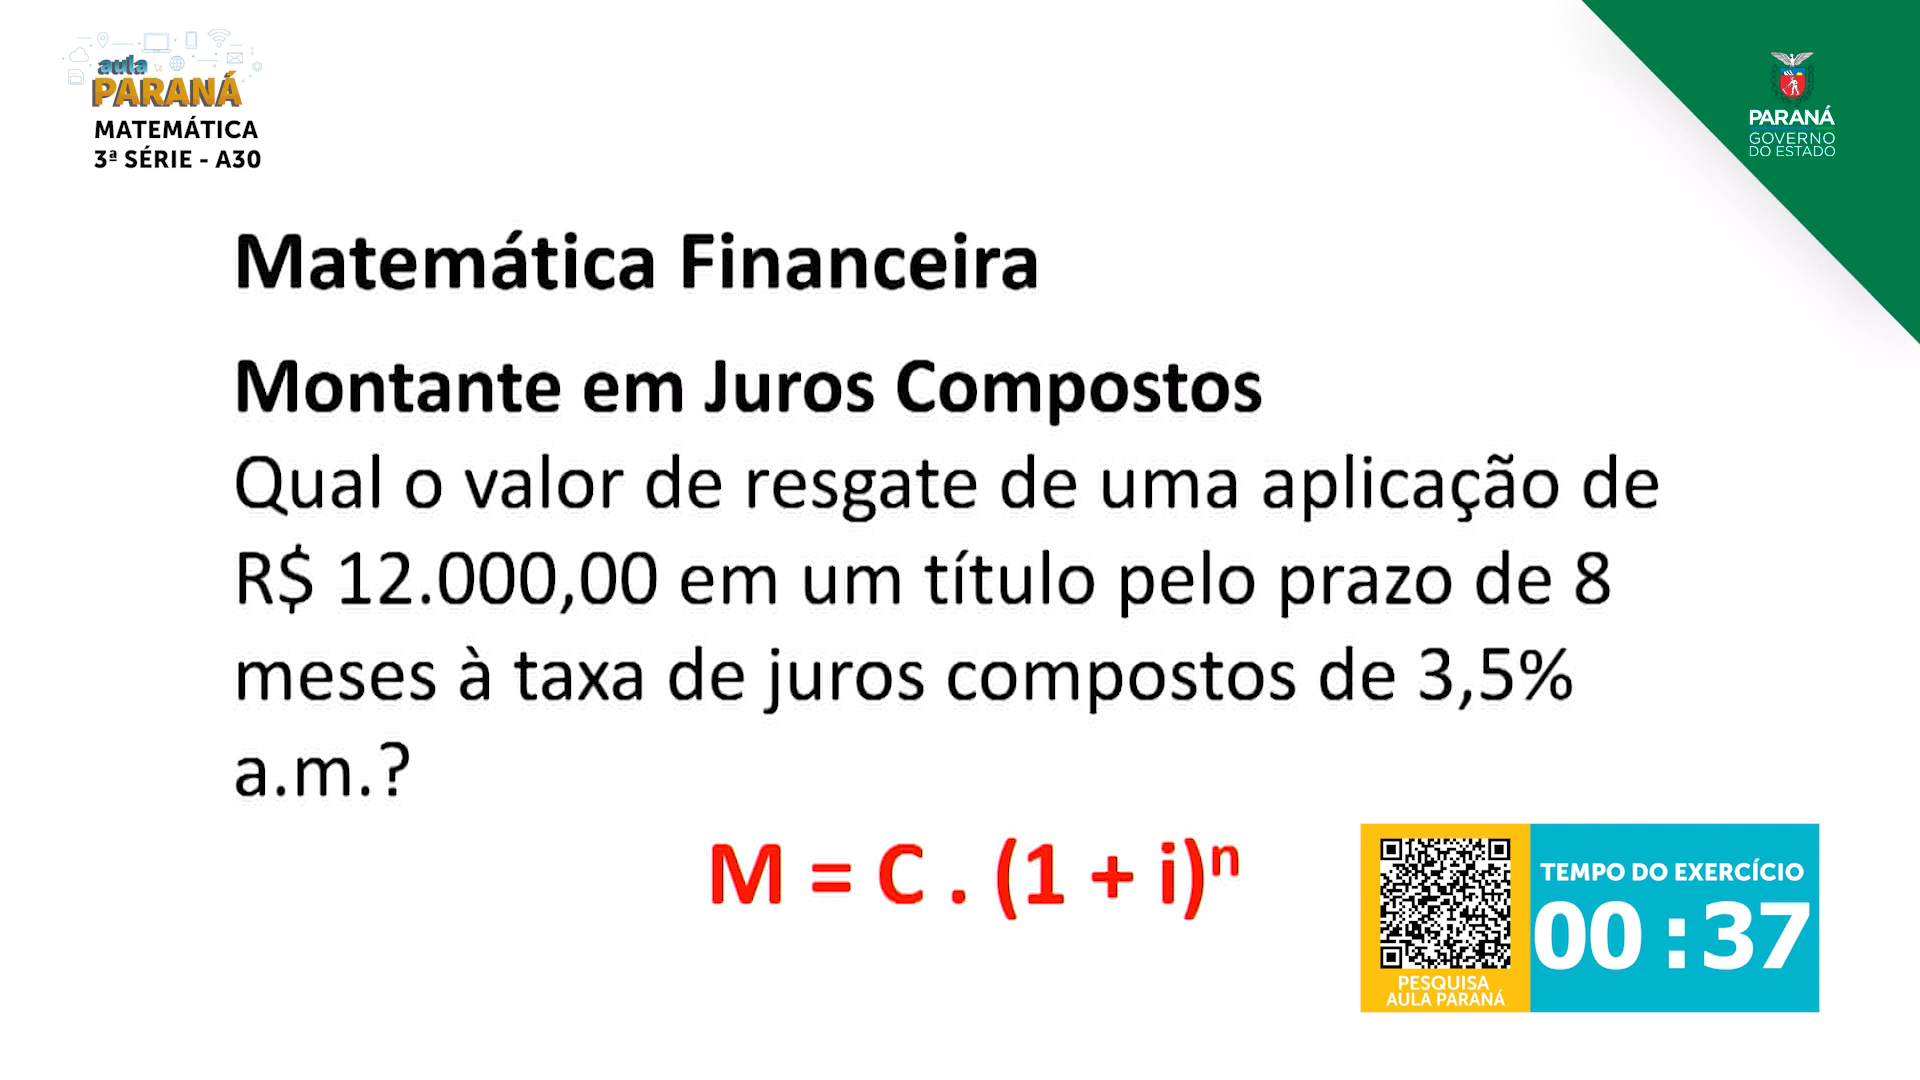 aula
PARANÁ
MATEMÁTICA
3ª SÉRIE - A30
PARANÁ
GOVERNO
DO ESTADO
Matemática Financeira
Montante em Juros Compostos
Qual o valor de resgate de uma aplicação de
R$ 12.000,00 em um título pelo prazo de 8
meses à taxa de juros compostos de 3,5%
a.m.?
M = C . (1 + i)ⁿ
TEMPO DO EXERCÍCIO
00 : 37
PESQUISA
AULA PARANÁ